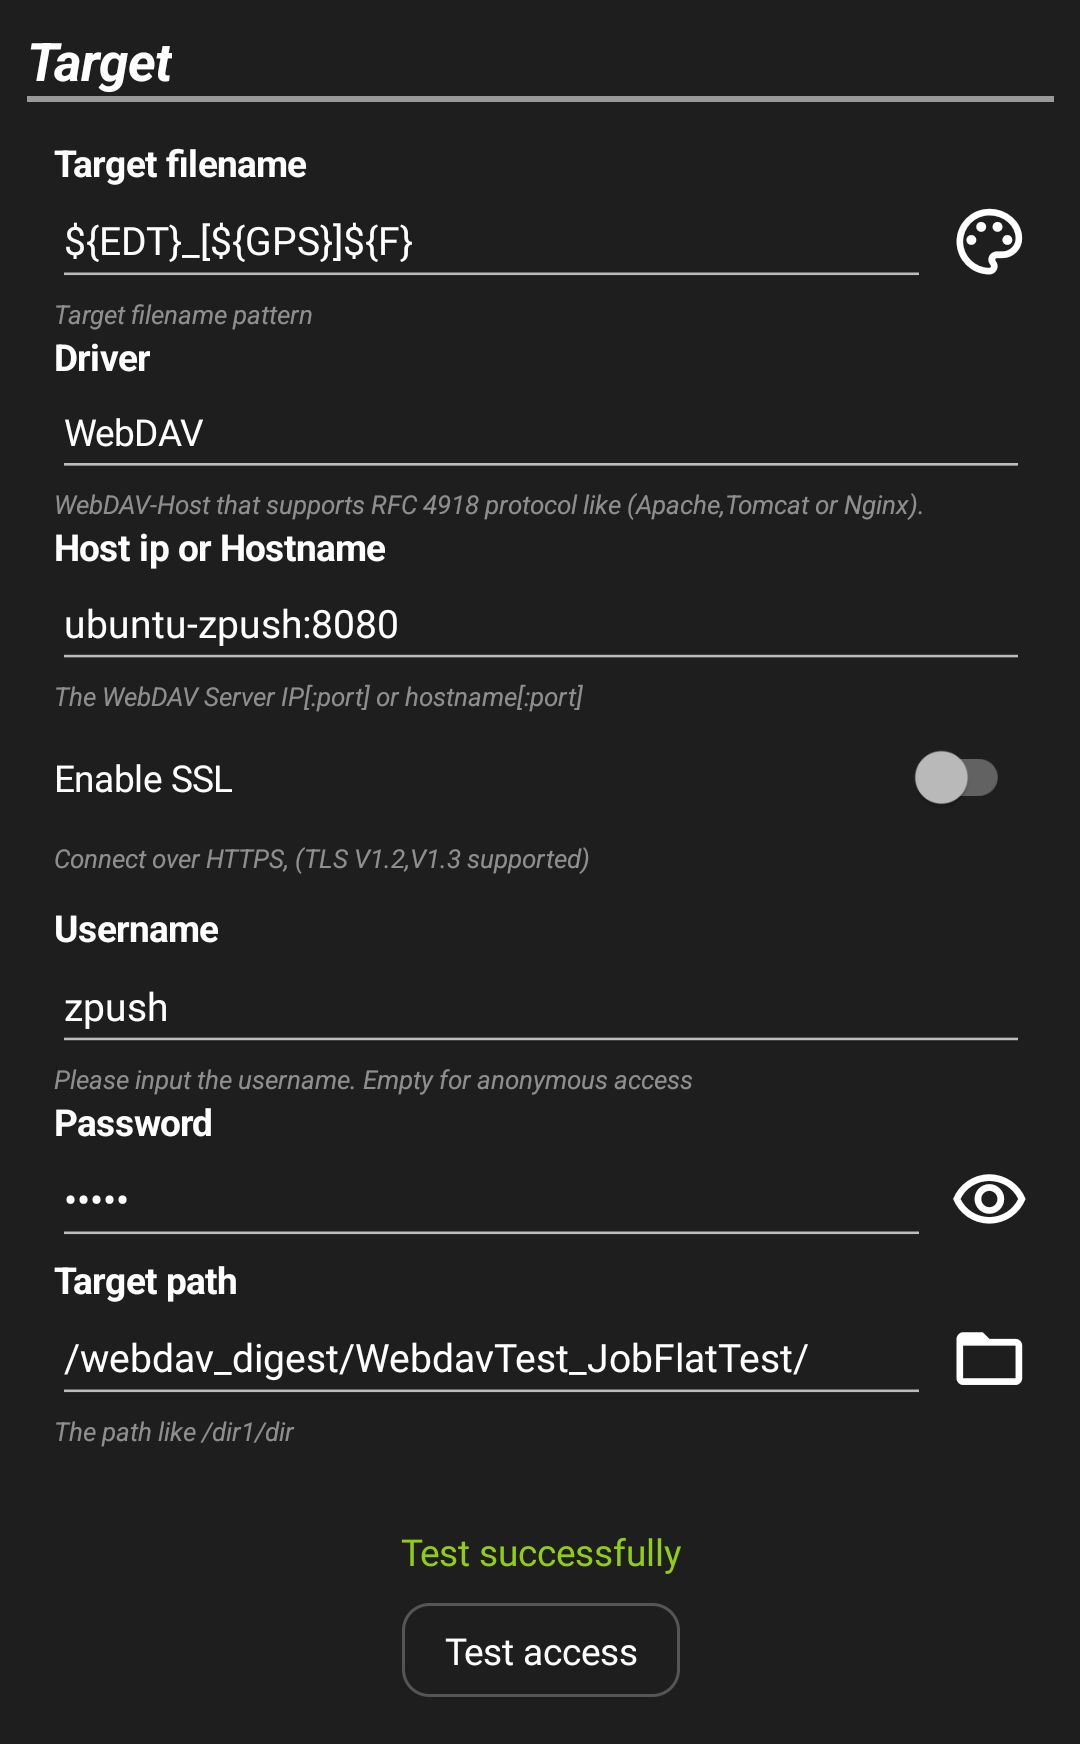 Target
Target filename
${EDT}_[${GPS}]${F}
Target filename pattern
Driver
WebDAV
WebDAV-Host that supports RFC 4918 protocol like (Apache,Tomcat or Nginx).
Host ip or Hostname
ubuntu-zpush:8080
The WebDAV Server IP[:port] or hostname[:port]
Enable SSL
Connect over HTTPS, (TLS V1.2,V1.3 supported)
Username
zpush
Please input the username. Empty for anonymous access
Password
•••••
Target path
/webdav_digest/WebdavTest_JobFlatTest/
The path like /dir1/dir
Test successfully
Test access